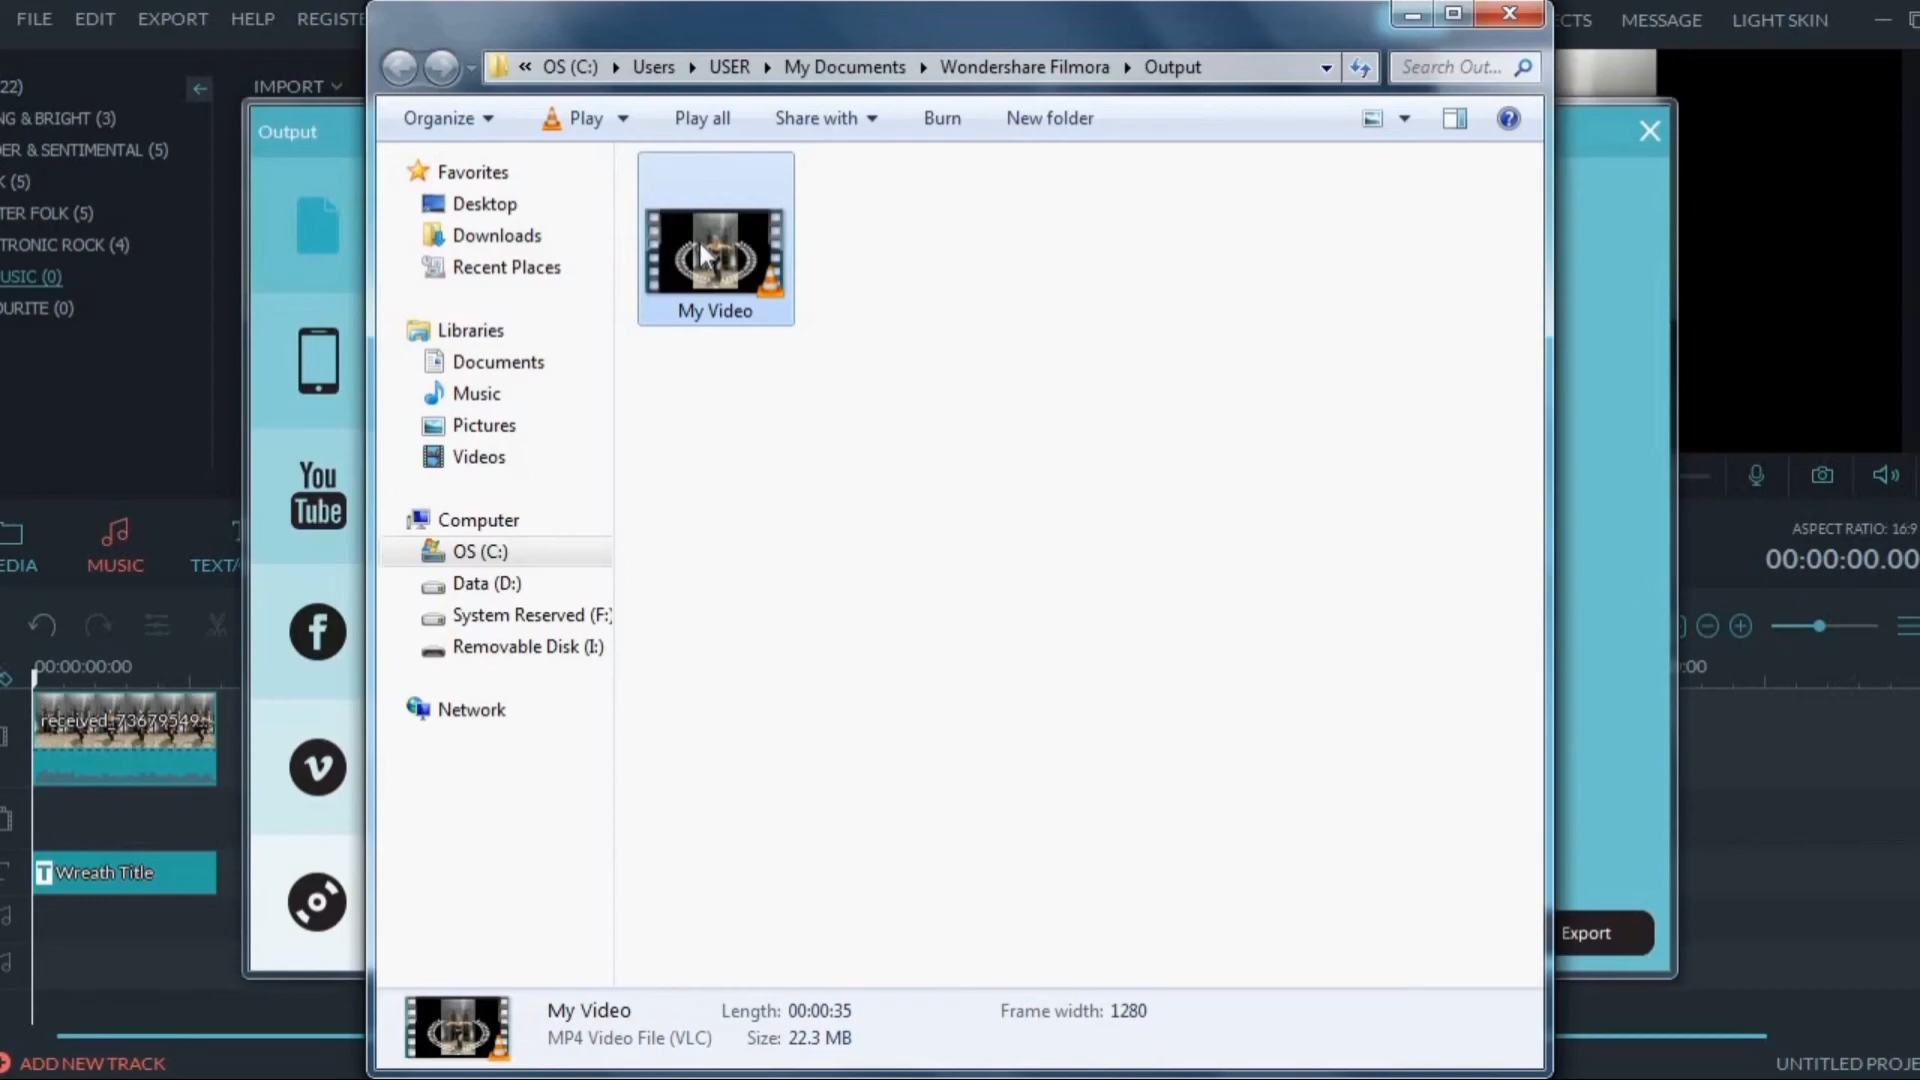 FILE EDIT EXPORT HELP REGISTE
CTS MESSAGE LIGHT SKIN
« OS (C:) Users USER My Documents Wondershare Filmora Output
Search Out...
22)
IMPORT
NG & BRIGHT (3)
ER & SENTIMENTAL (5)
K (5)
TER FOLK (5)
TRONIC ROCK (4)
USIC (0)
OURITE (0)
Output
Organize Play Play all Share with Burn New folder
Favorites
Desktop
Downloads
Recent Places
Libraries
Documents
Music
Pictures
Videos
Computer
OS (C:)
Data (D:)
System Reserved (F:)
Removable Disk (I:)
Network
My Video
You
Tube
EDIA MUSIC TEXT/
ASPECT RATIO: 16:9
00:00:00.00
00:00:00:00
:00
received_73679549...
T Wreath Title
Export
My Video Length: 00:00:35 Frame width: 1280
MP4 Video File (VLC) Size: 22.3 MB
ADD NEW TRACK
UNTITLED PROJE